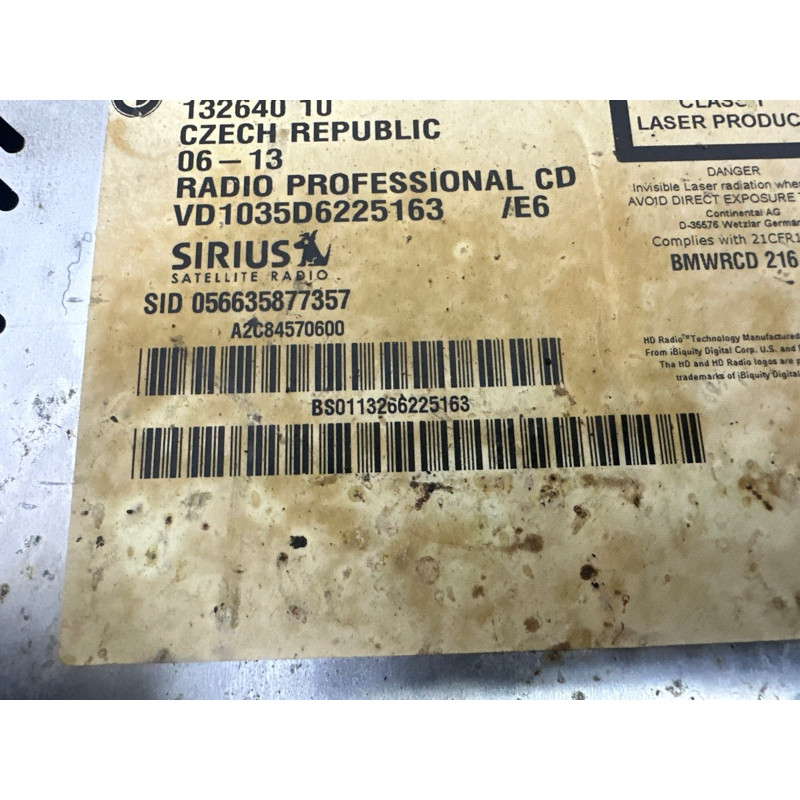 132640 10
CZECH REPUBLIC
06-13
RADIO PROFESSIONAL CD
VD1035D6225163 /E6
SIRIUS
SATELLITE RADIO
SID 056635877357
A2C84570600
BS0113266225163
CLASS 1
LASER PRODUC
DANGER
Invisible Laser radiation whe
AVOID DIRECT EXPOSURE
Continental AG
D-35576 Wetzlar German
Complies with 21CFR1
BMWRCD 216
HD Radio™ Technology Manufactured
From iBiquity Digital Corp. U.S. and
The HD and HD Radio logos are
trademarks of iBiquity Digital